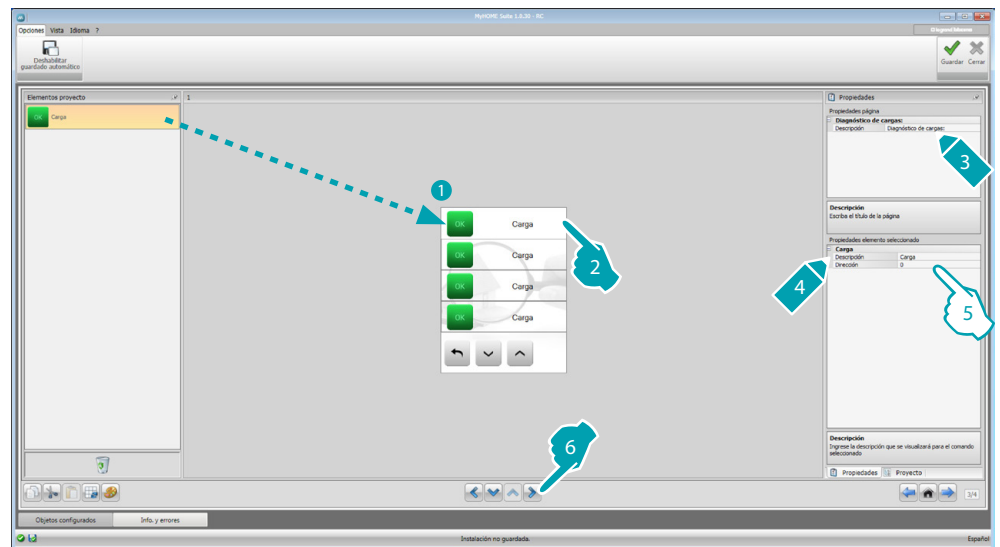 MyHOME Suite 1.0.30 - RC
Opciones Vista Idioma ?
Deshabilitar
guardado automático
Guardar Cerrar
Elementos proyecto
1
Propiedades
OK Carga
Propiedades página
Diagnóstico de cargas:
Descripción Diagnóstico de cargas:
3
Descripción
Escriba el título de la página
1
OK Carga
2
OK Carga
OK Carga
OK Carga
Propiedades elemento seleccionado
Carga
Descripción Carga
Dirección 0
4
5
6
Descripción
Ingrese la descripción que se visualizará para el comando
seleccionado
Propiedades Proyecto
3/4
Objetos configurados Info. y errores
Instalación no guardada.
Español